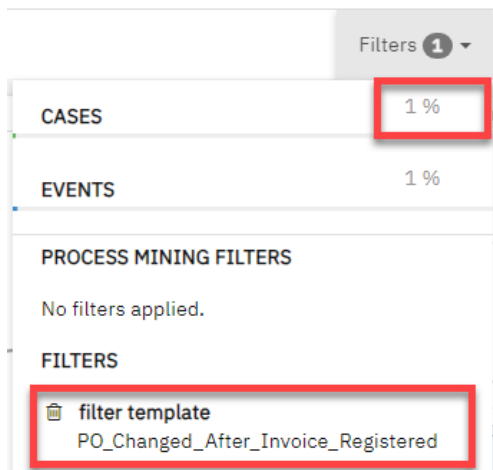 Filters 1
CASES 1 %
EVENTS 1 %
PROCESS MINING FILTERS
No filters applied.
FILTERS
filter template
PO_Changed_After_Invoice_Registered